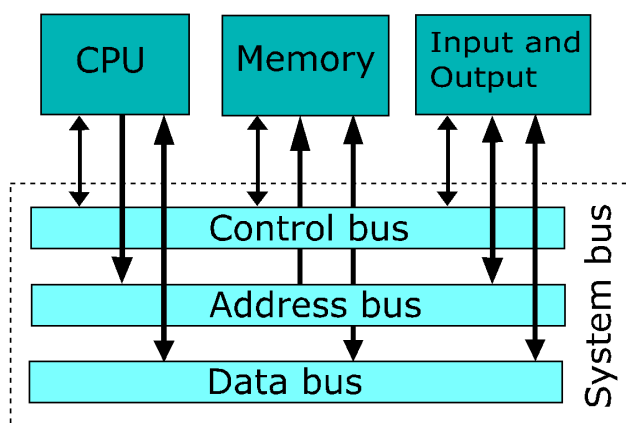 CPU
Memory
Input and
Output
Control bus
Address bus
Data bus
System bus